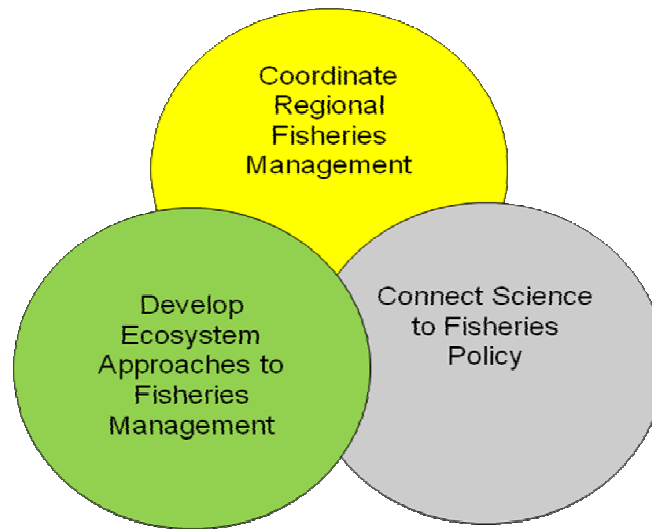 Coordinate
Regional
Fisheries
Management
Develop
Ecosystem
Approaches to
Fisheries
Management
Connect Science
to Fisheries
Policy